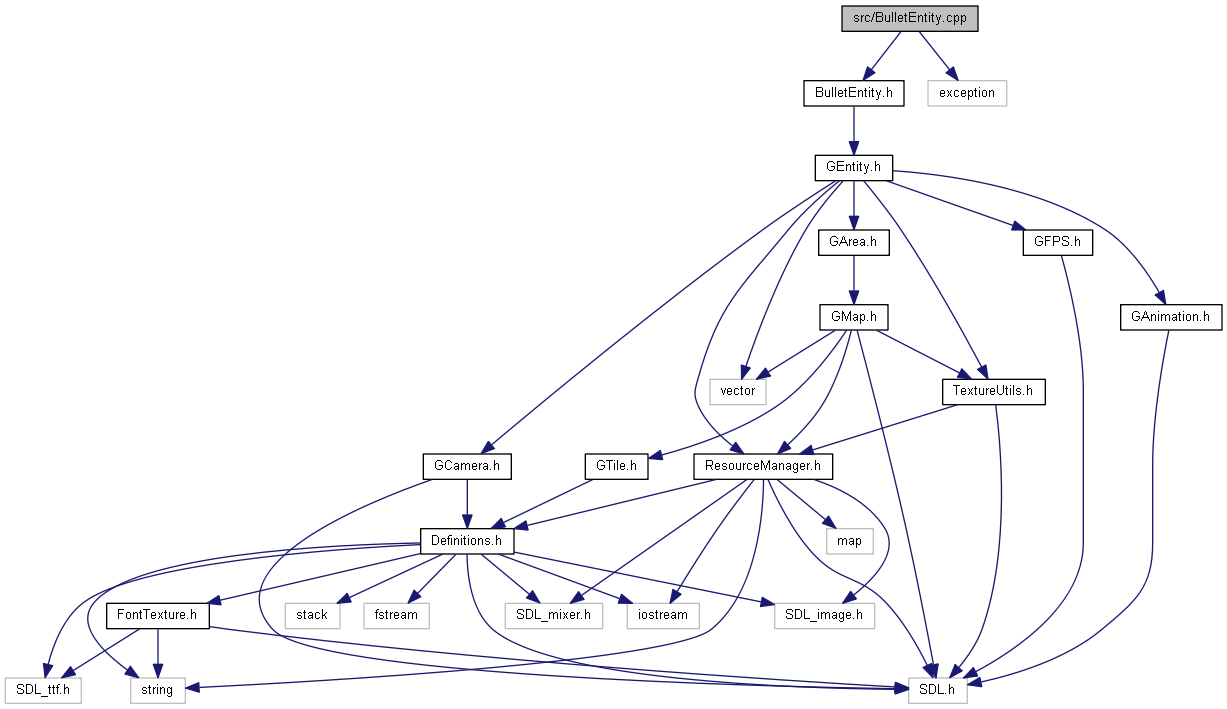 src/BulletEntity.cpp
BulletEntity.h
exception
GEntity.h
GArea.h
GFPS.h
GMap.h
GAnimation.h
vector
TextureUtils.h
GCamera.h
GTile.h
ResourceManager.h
Definitions.h
map
FontTexture.h
stack
fstream
SDL_mixer.h
iostream
SDL_image.h
SDL_ttf.h
string
SDL.h